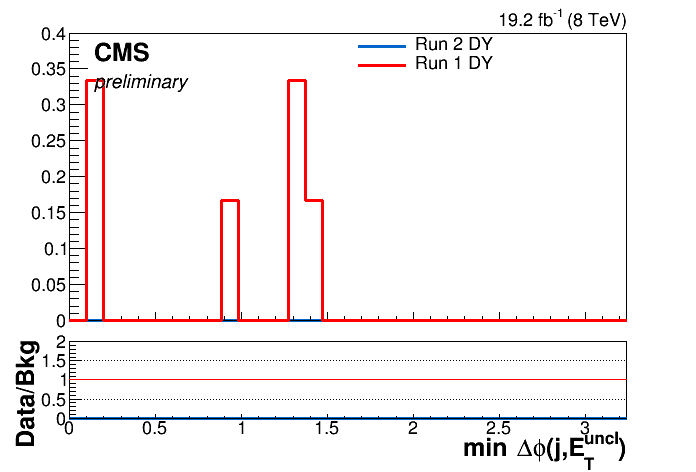 19.2 fb⁻¹ (8 TeV)
CMS
preliminary
Run 2 DY
Run 1 DY
0.4
0.35
0.3
0.25
0.2
0.15
0.1
0.05
0
Data/Bkg
2
1.5
1
0.5
0
0 0.5 1 1.5 2 2.5 3
min Δϕ(j,E_T^uncl)